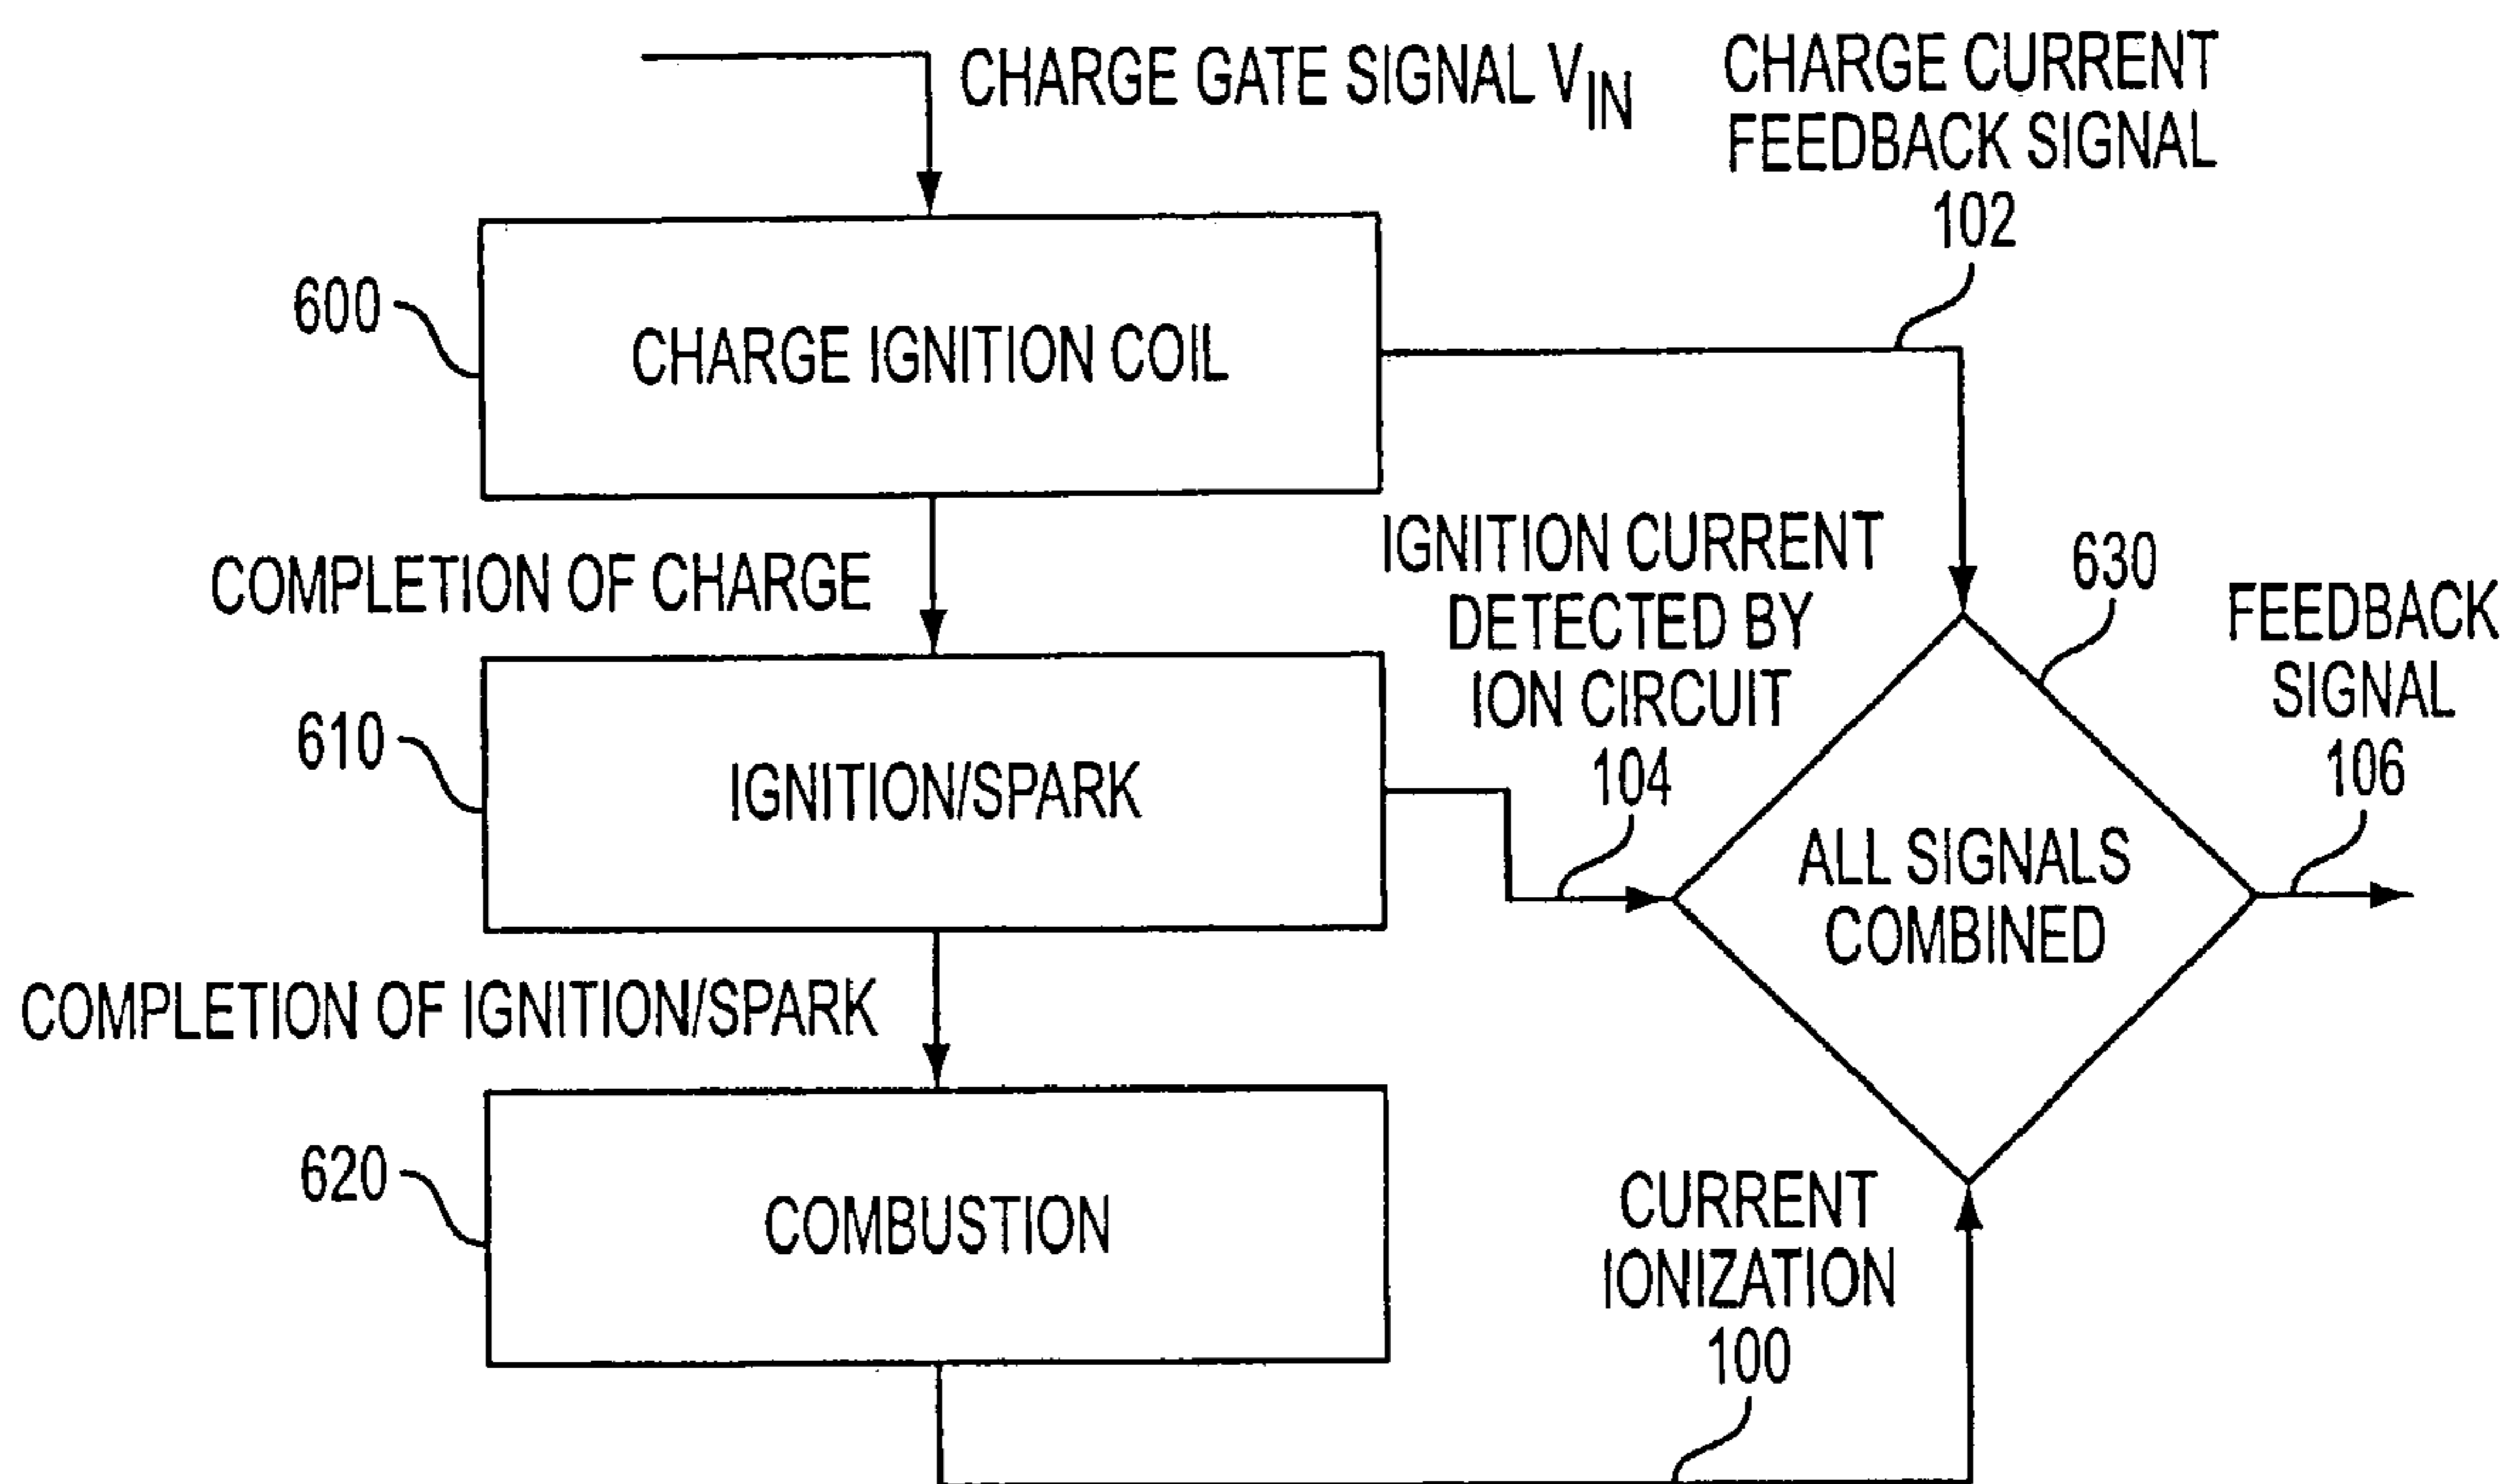 CHARGE GATE SIGNAL VIN
CHARGE CURRENT
FEEDBACK SIGNAL
102
600
CHARGE IGNITION COIL
COMPLETION OF CHARGE
IGNITION CURRENT
DETECTED BY
ION CIRCUIT
104
630
FEEDBACK
SIGNAL
106
610
IGNITION/SPARK
ALL SIGNALS
COMBINED
COMPLETION OF IGNITION/SPARK
620
COMBUSTION
CURRENT
IONIZATION
100